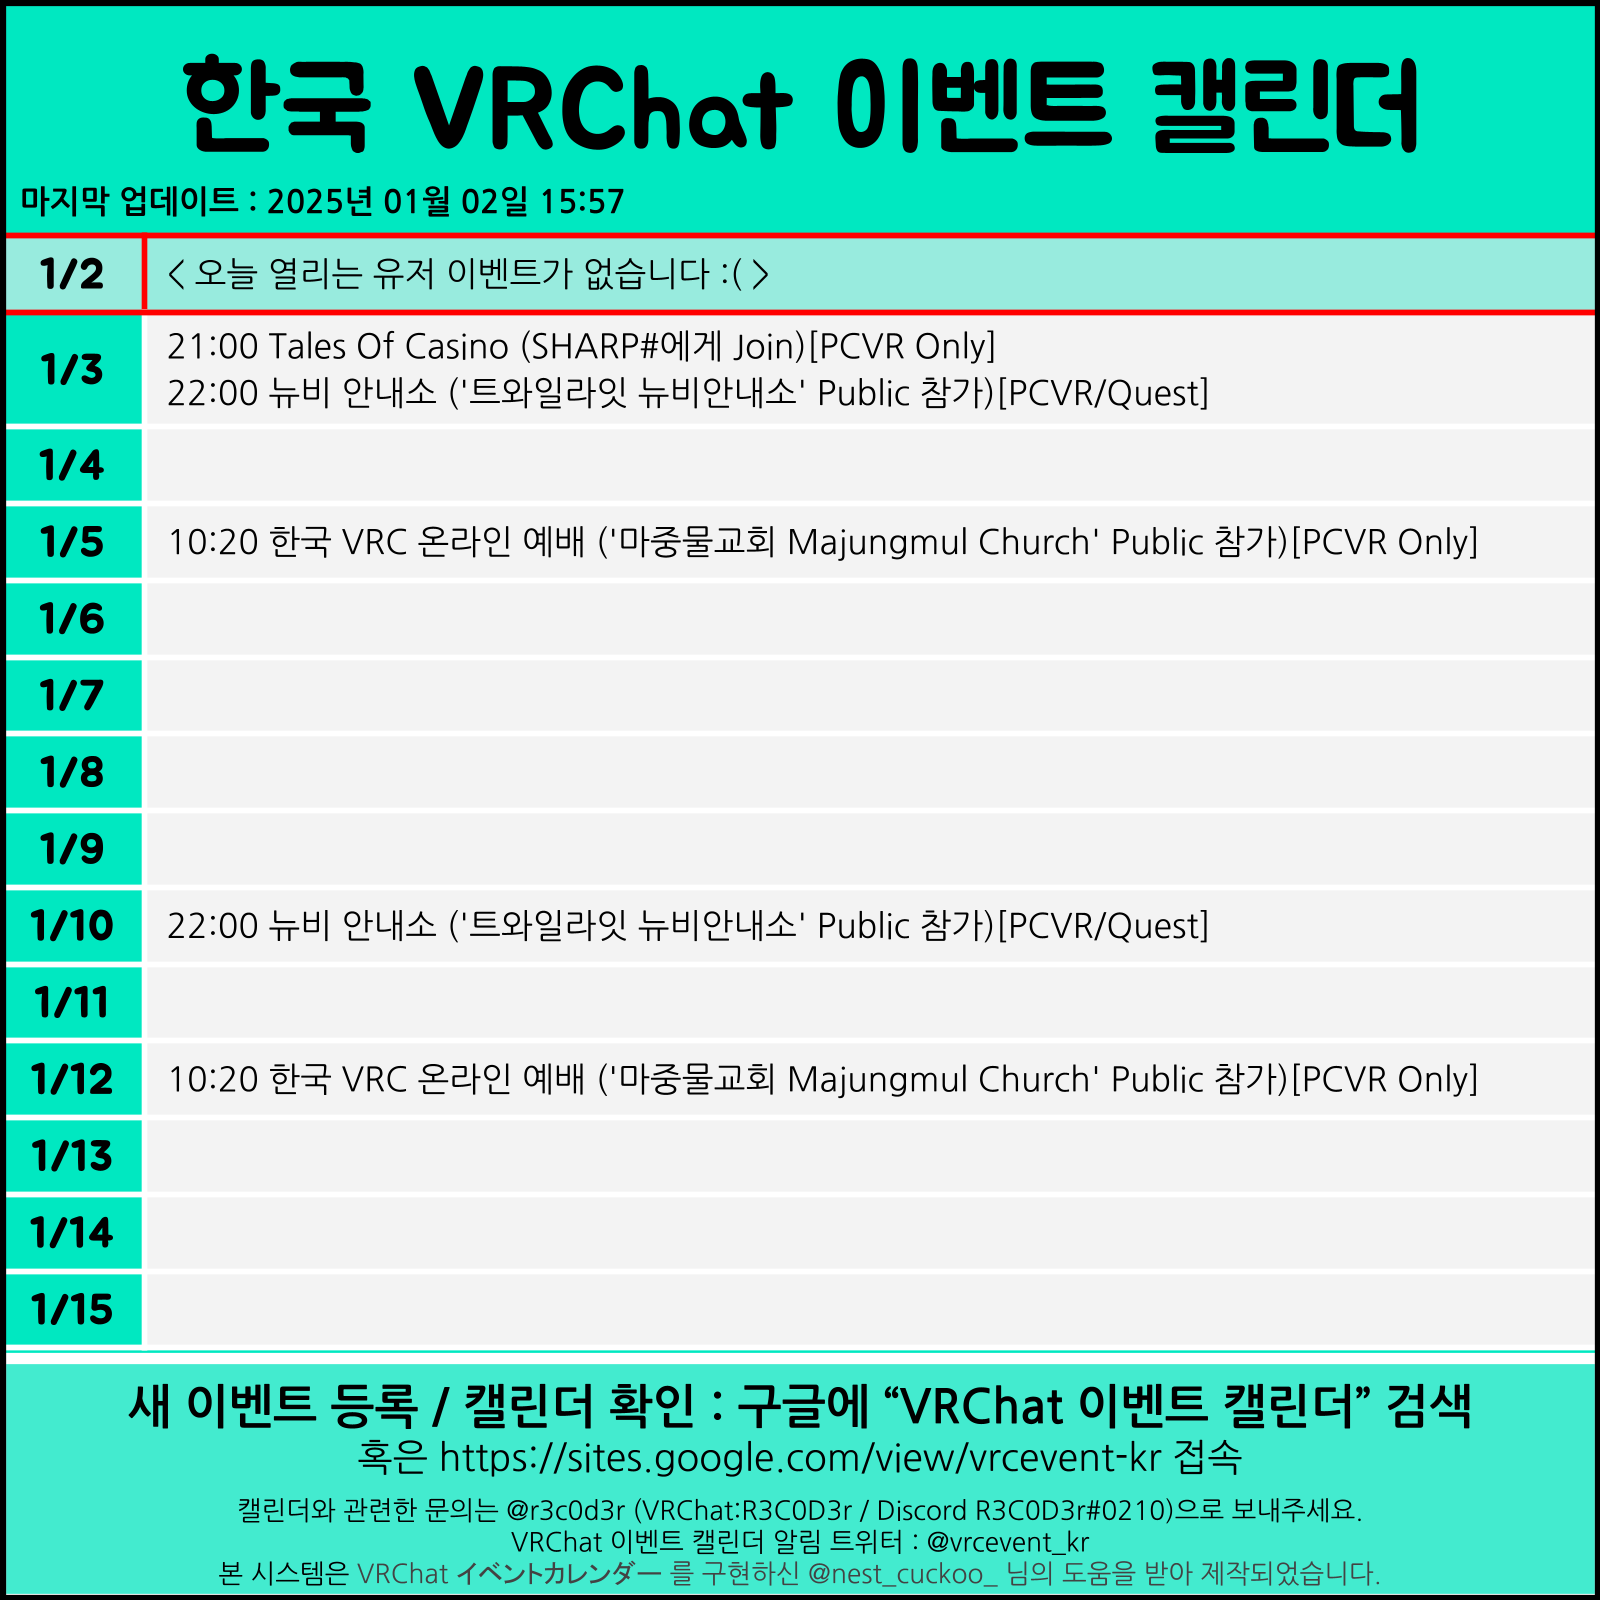 한국 VRChat 이벤트 캘린더
마지막 업데이트 : 2025년 01월 02일 15:57
1/2
< 오늘 열리는 유저 이벤트가 없습니다 :( >
1/3
21:00 Tales Of Casino (SHARP#에게 Join)[PCVR Only]
22:00 뉴비 안내소 ('트와일라잇 뉴비안내소' Public 참가)[PCVR/Quest]
1/4
1/5
10:20 한국 VRC 온라인 예배 ('마중물교회 Majungmul Church' Public 참가)[PCVR Only]
1/6
1/7
1/8
1/9
1/10
22:00 뉴비 안내소 ('트와일라잇 뉴비안내소' Public 참가)[PCVR/Quest]
1/11
1/12
10:20 한국 VRC 온라인 예배 ('마중물교회 Majungmul Church' Public 참가)[PCVR Only]
1/13
1/14
1/15
새 이벤트 등록 / 캘린더 확인 : 구글에 “VRChat 이벤트 캘린더” 검색
혹은 https://sites.google.com/view/vrcevent-kr 접속
캘린더와 관련한 문의는 @r3c0d3r (VRChat:R3C0D3r / Discord R3C0D3r#0210)으로 보내주세요.
VRChat 이벤트 캘린더 알림 트위터 : @vrcevent_kr
본 시스템은 VRChat イベントカレンダー 를 구현하신 @nest_cuckoo_ 님의 도움을 받아 제작되었습니다.